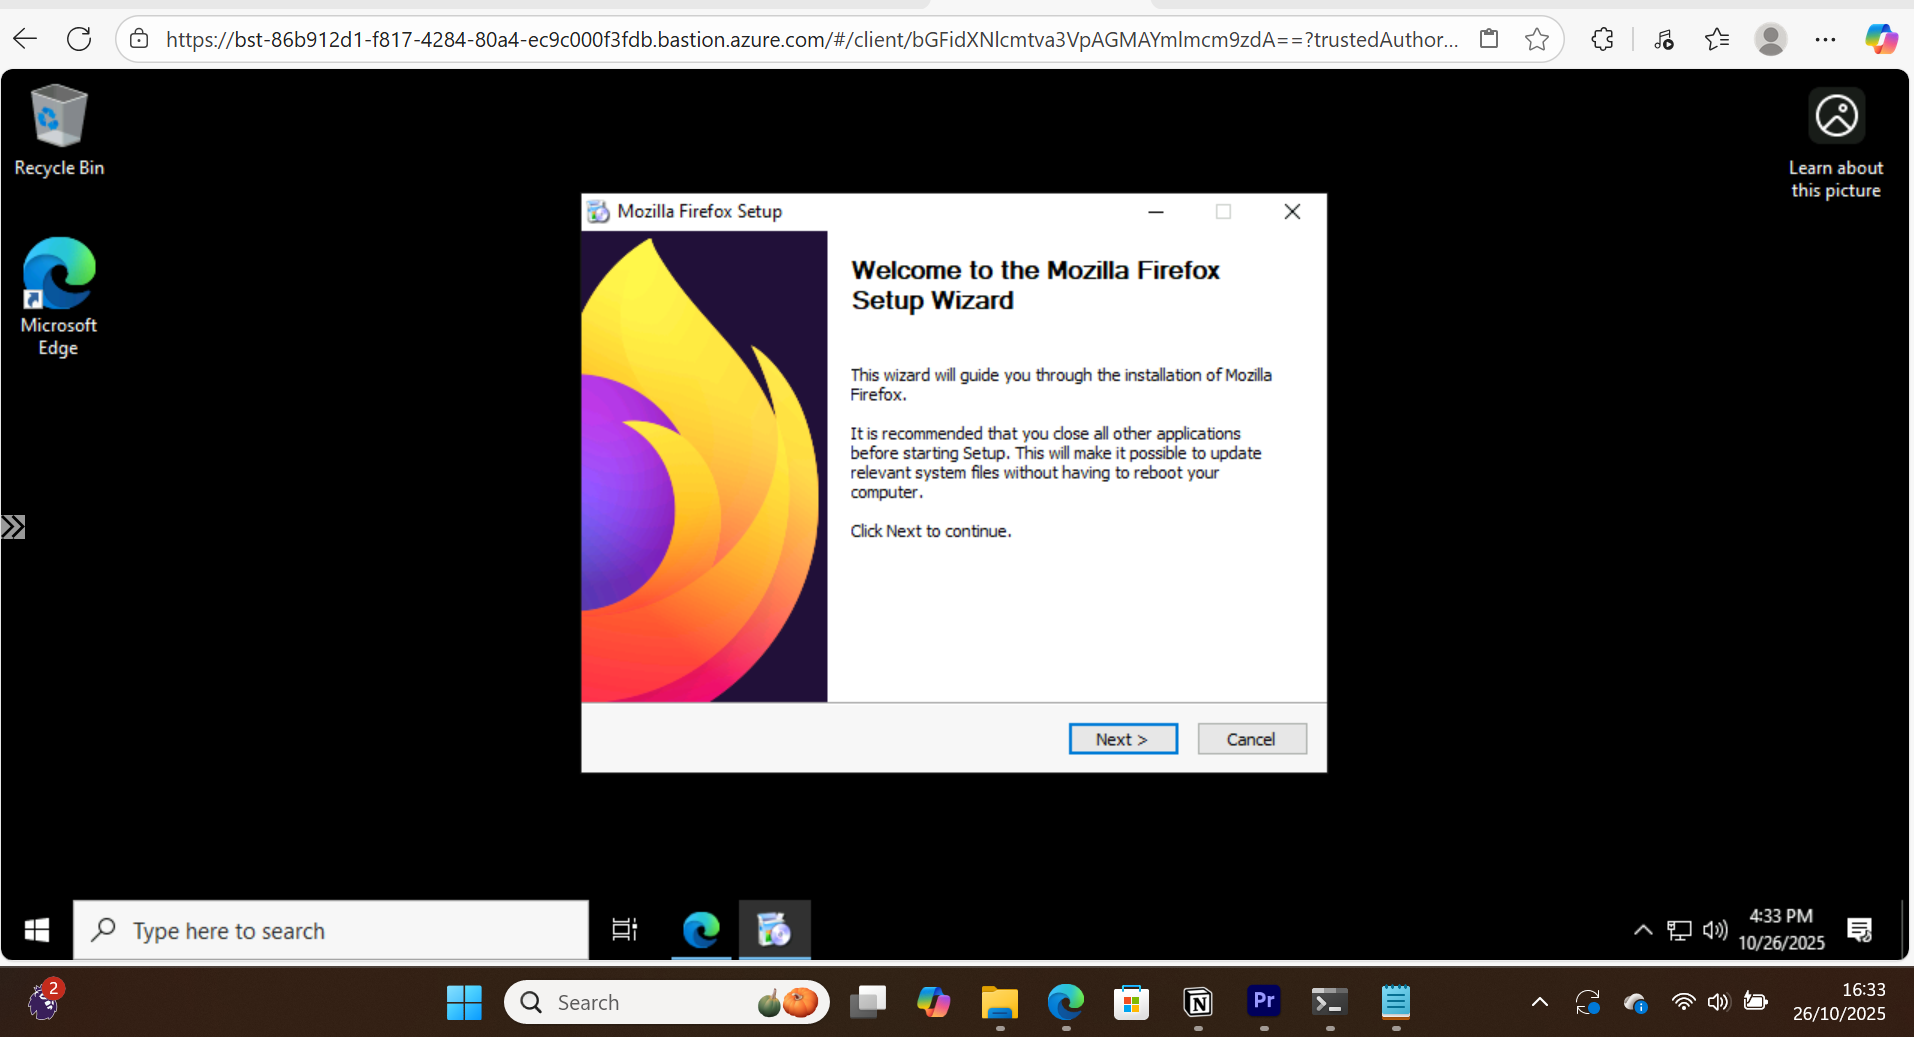 https://bst-86b912d1-f817-4284-80a4-ec9c000f3fdb.bastion.azure.com/#/client/bGFidXNlcmtva3VpAGMAYmlmcm9zdA==?trustedAuthor...
Recycle Bin
Learn about
this picture
Microsoft
Edge
Mozilla Firefox Setup
Welcome to the Mozilla Firefox
Setup Wizard
This wizard will guide you through the installation of Mozilla
Firefox.
It is recommended that you close all other applications
before starting Setup. This will make it possible to update
relevant system files without having to reboot your
computer.
Click Next to continue.
Next >
Cancel
Type here to search
4:33 PM
10/26/2025
2
Search
Pr
16:33
26/10/2025